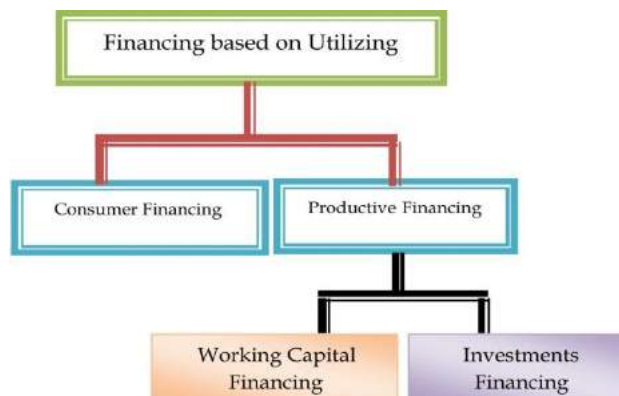 Financing based on Utilizing
Consumer Financing
Productive Financing
Working Capital
Financing
Investments
Financing